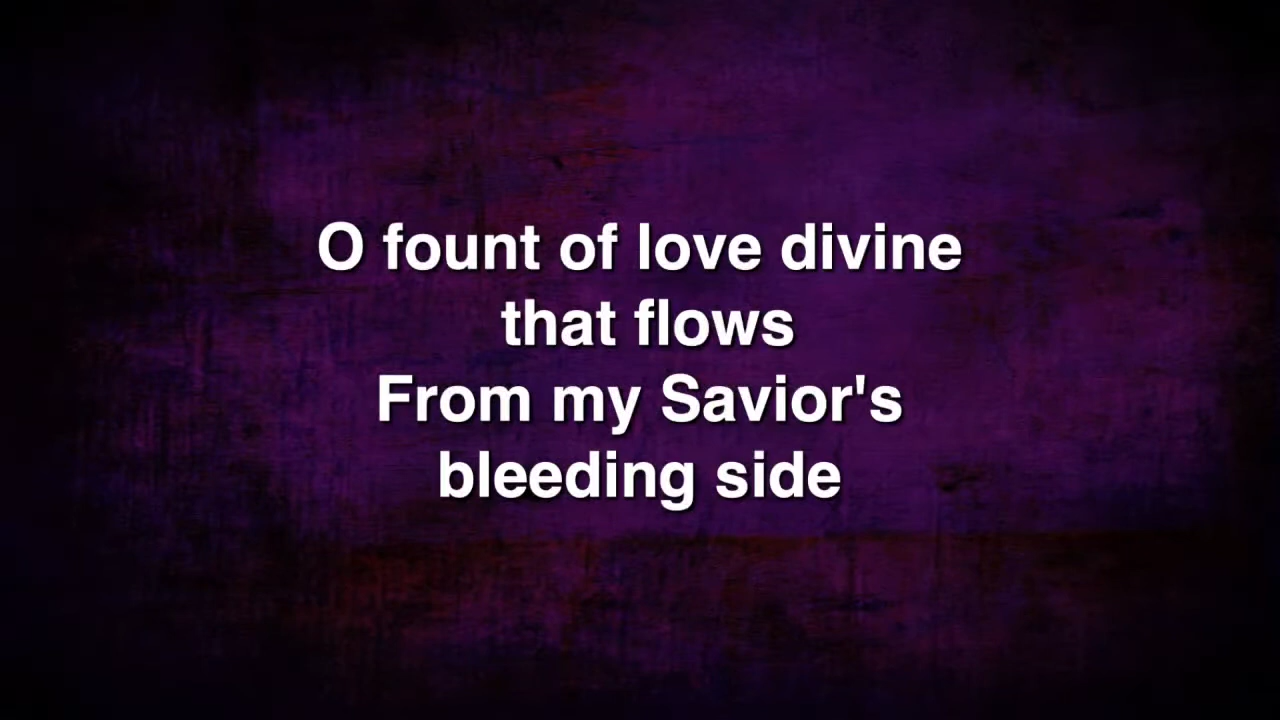 O fount of love divine
that flows
From my Savior's
bleeding side